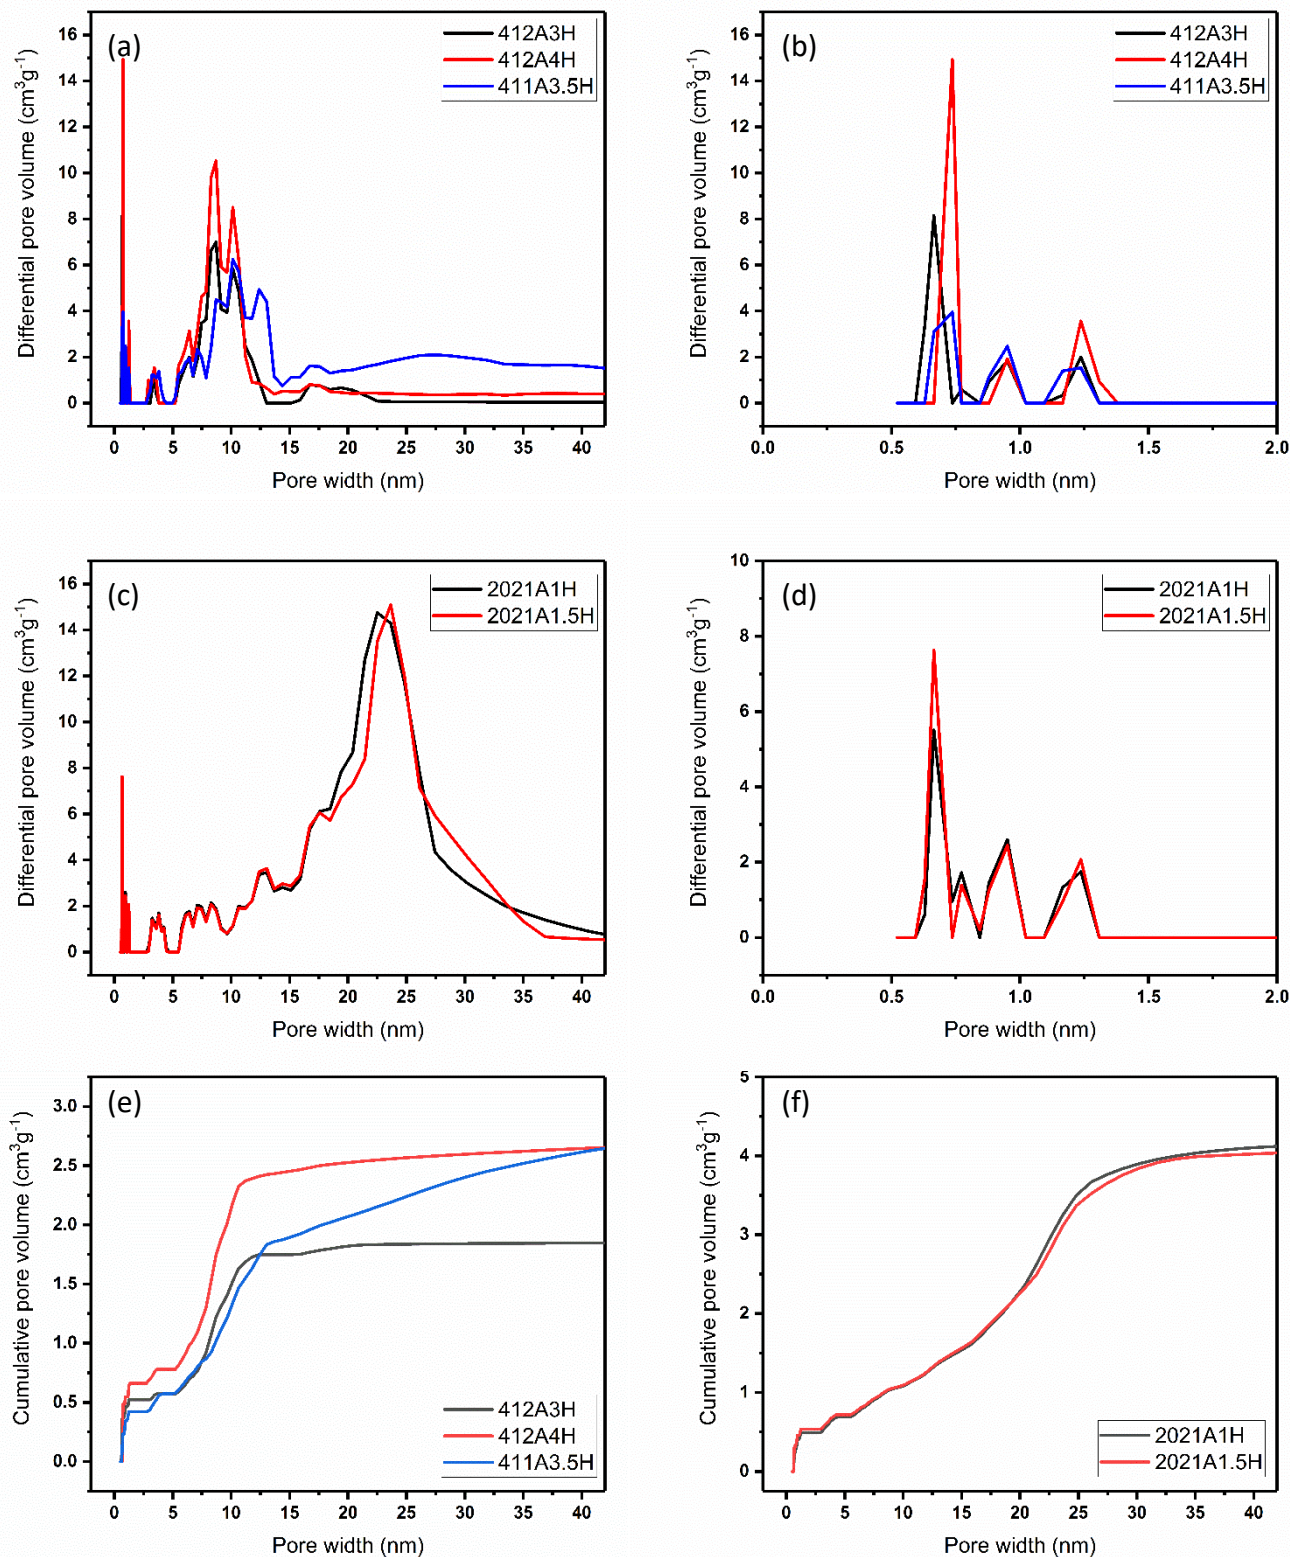 (a)
412A3H
412A4H
411A3.5H
Differential pore volume (cm³g⁻¹)
16
14
12
10
8
6
4
2
0
0 5 10 15 20 25 30 35 40
Pore width (nm)
(b)
412A3H
412A4H
411A3.5H
Differential pore volume (cm³g⁻¹)
16
14
12
10
8
6
4
2
0
0.0 0.5 1.0 1.5 2.0
Pore width (nm)
(c)
2021A1H
2021A1.5H
Differential pore volume (cm³g⁻¹)
16
14
12
10
8
6
4
2
0
0 5 10 15 20 25 30 35 40
Pore width (nm)
(d)
2021A1H
2021A1.5H
Differential pore volume (cm³g⁻¹)
10
8
6
4
2
0
0.0 0.5 1.0 1.5 2.0
Pore width (nm)
(e)
Cumulative pore volume (cm³g⁻¹)
3.0
2.5
2.0
1.5
1.0
0.5
0.0
412A3H
412A4H
411A3.5H
0 5 10 15 20 25 30 35 40
Pore width (nm)
(f)
Cumulative pore volume (cm³g⁻¹)
5
4
3
2
1
0
2021A1H
2021A1.5H
0 5 10 15 20 25 30 35 40
Pore width (nm)